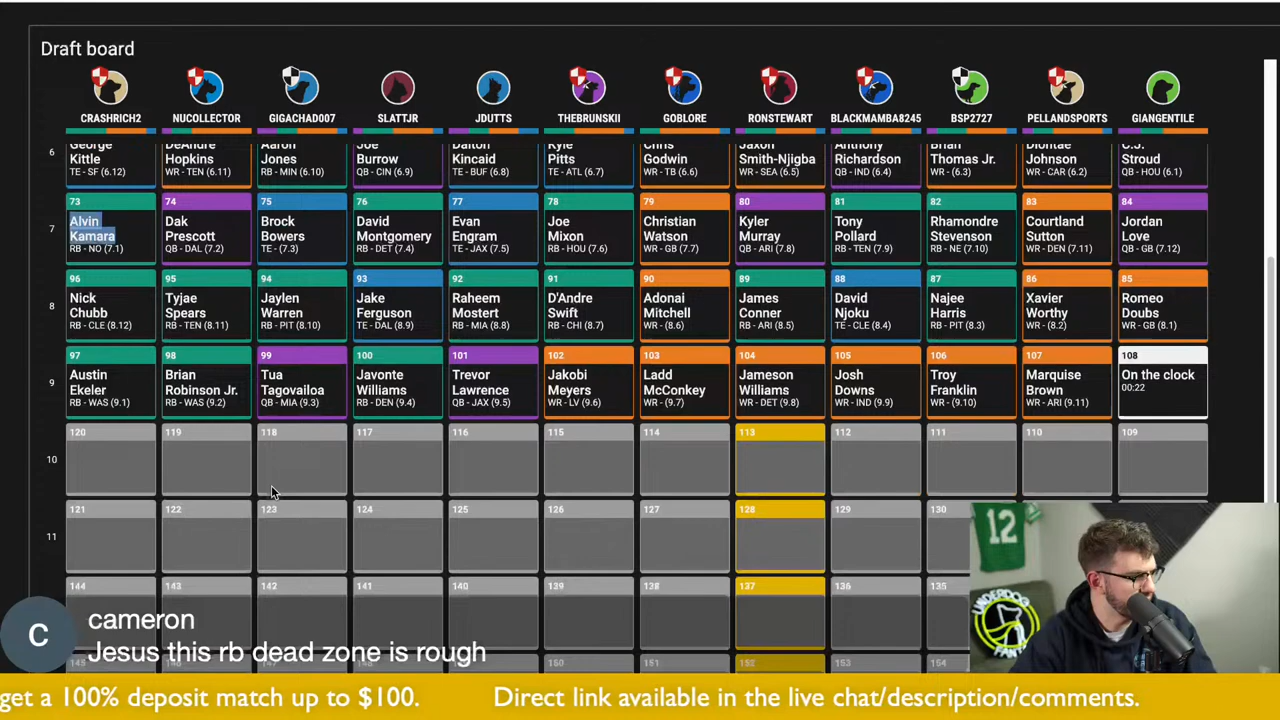 Draft board
CRASHRICH2 NUCOLLECTOR GIGACHAD007 SLATTJR JDUTTS THEBRUNSKII GOBLORE RONSTEWART BLACKMAMBA8245 BSP2727 PELLANDSPORTS GIANGENTILE
6
George DeAndre Aaron Joe Dalton Kyle Chris Jaxon Anthony Brian Diontae C.J.
Kittle Hopkins Jones Burrow Kincaid Pitts Godwin Smith-Njigba Richardson Thomas Jr. Johnson Stroud
TE - SF (6.12) WR - TEN (6.11) RB - MIN (6.10) QB - CIN (6.9) TE - BUF (6.8) TE - ATL (6.7) WR - TB (6.6) WR - SEA (6.5) QB - IND (6.4) WR - (6.3) WR - CAR (6.2) QB - HOU (6.1)
73 74 75 76 77 78 79 80 81 82 83 84
7
Alvin Dak Brock David Evan Joe Christian Kyler Tony Rhamondre Courtland Jordan
Kamara Prescott Bowers Montgomery Engram Mixon Watson Murray Pollard Stevenson Sutton Love
RB - NO (7.1) QB - DAL (7.2) TE - (7.3) RB - DET (7.4) TE - JAX (7.5) RB - HOU (7.6) WR - GB (7.7) QB - ARI (7.8) RB - TEN (7.9) RB - NE (7.10) WR - DEN (7.11) QB - GB (7.12)
96 95 94 93 92 91 90 89 88 87 86 85
8
Nick Tyjae Jaylen Jake Raheem D'Andre Adonai James David Najee Xavier Romeo
Chubb Spears Warren Ferguson Mostert Swift Mitchell Conner Njoku Harris Worthy Doubs
RB - CLE (8.12) RB - TEN (8.11) RB - PIT (8.10) TE - DAL (8.9) RB - MIA (8.8) RB - CHI (8.7) WR - (8.6) RB - ARI (8.5) TE - CLE (8.4) RB - PIT (8.3) WR - (8.2) WR - GB (8.1)
97 98 99 100 101 102 103 104 105 106 107 108
9
Austin Brian Tua Javonte Trevor Jakobi Ladd Jameson Josh Troy Marquise On the clock
Ekeler Robinson Jr. Tagovailoa Williams Lawrence Meyers McConkey Williams Downs Franklin Brown 00:22
RB - WAS (9.1) RB - WAS (9.2) QB - MIA (9.3) RB - DEN (9.4) QB - JAX (9.5) WR - LV (9.6) WR - (9.7) WR - DET (9.8) WR - IND (9.9) WR - (9.10) WR - ARI (9.11)
120 119 118 117 116 115 114 113 112 111 110 109
10
121 122 123 124 125 126 127 128 129 130
11
144 143 142 141 140 139 138 137 136 135
12
UNDERDOG
C
cameron
Jesus this rb dead zone is rough
150 151 152 153 154
get a 100% deposit match up to $100. Direct link available in the live chat/description/comments.